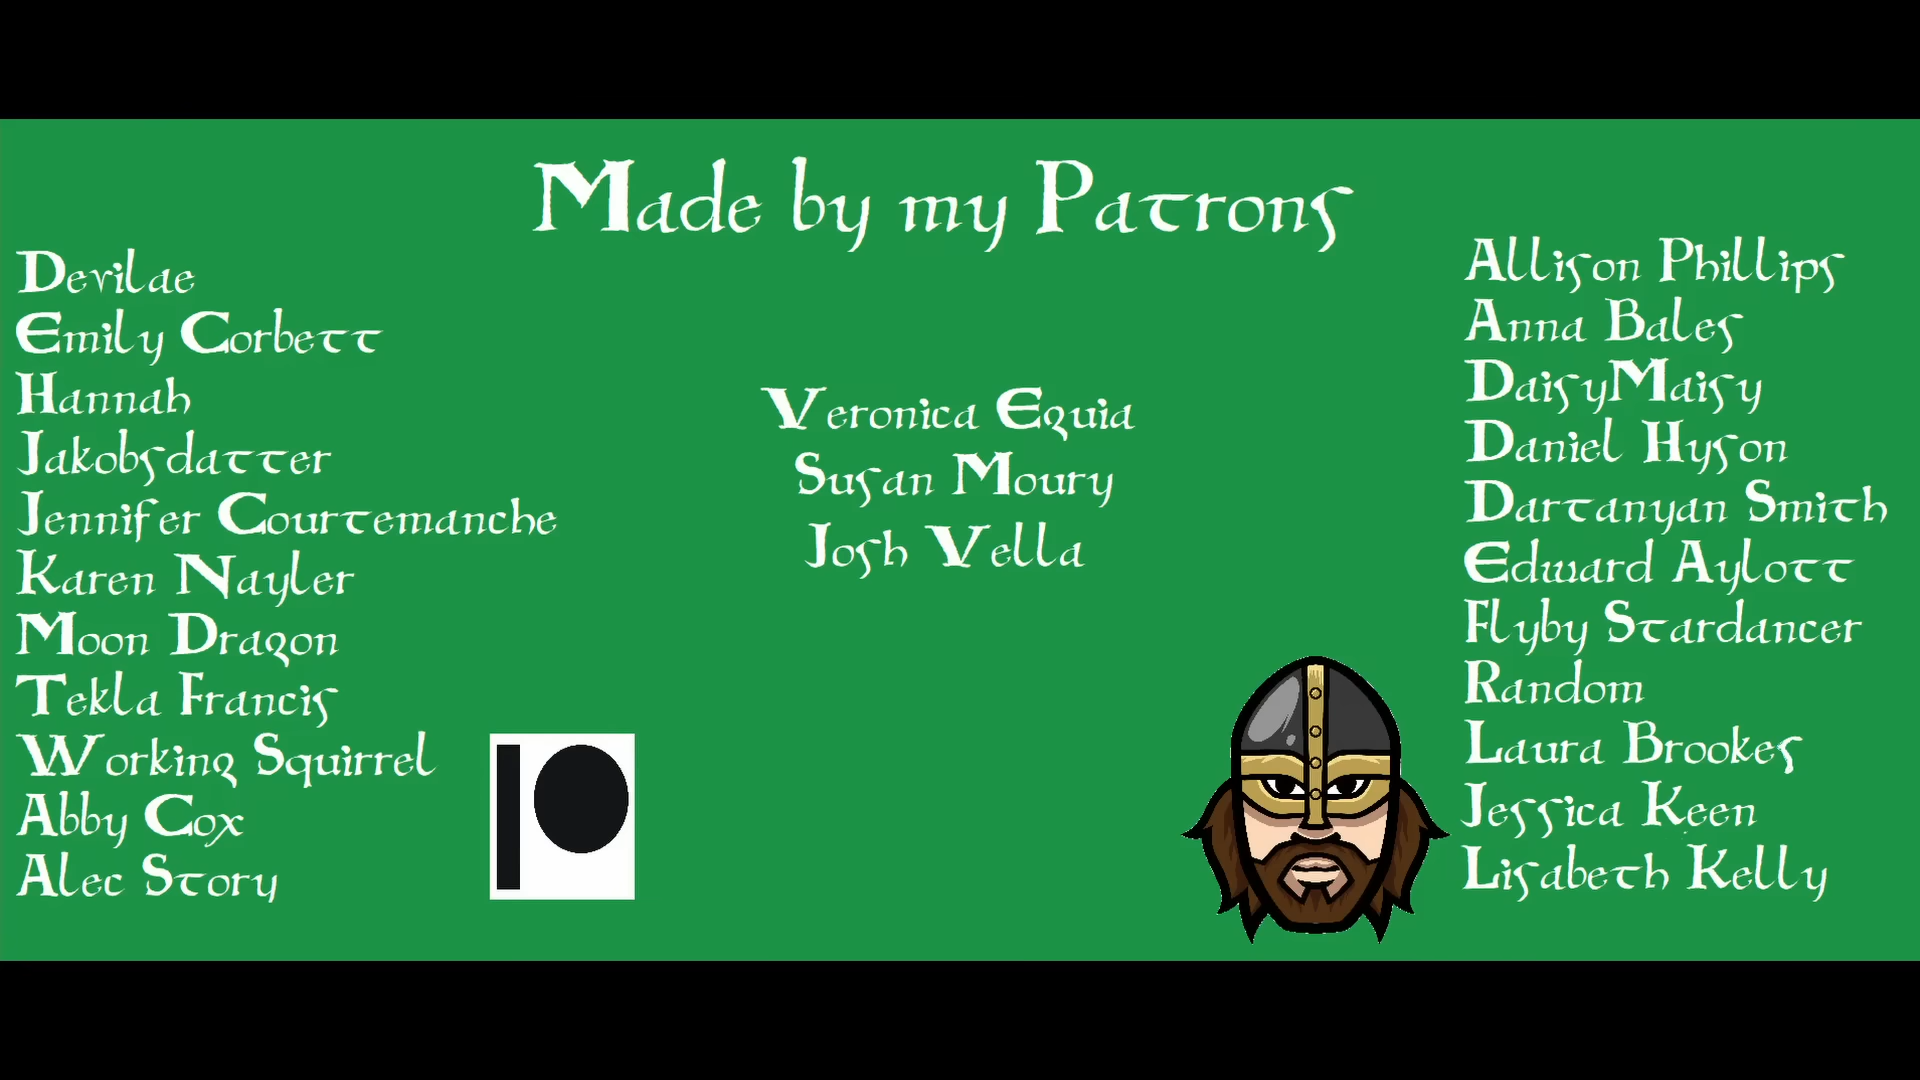 Made by my Patrons
Devilae
Emily Corbett
Hannah
Jakobsdatter
Jennifer Courtemanche
Karen Nayler
Moon Dragon
Tekla Francis
Working Squirrel
Abby Cox
Alec Story
Veronica Eguia
Susan Moury
Josh Vella
Allison Phillips
Anna Bales
DaisyMaisy
Daniel Hyson
Dartanyan Smith
Edward Aylott
Flyby Stardancer
Random
Laura Brookes
Jessica Keen
Lisabeth Kelly